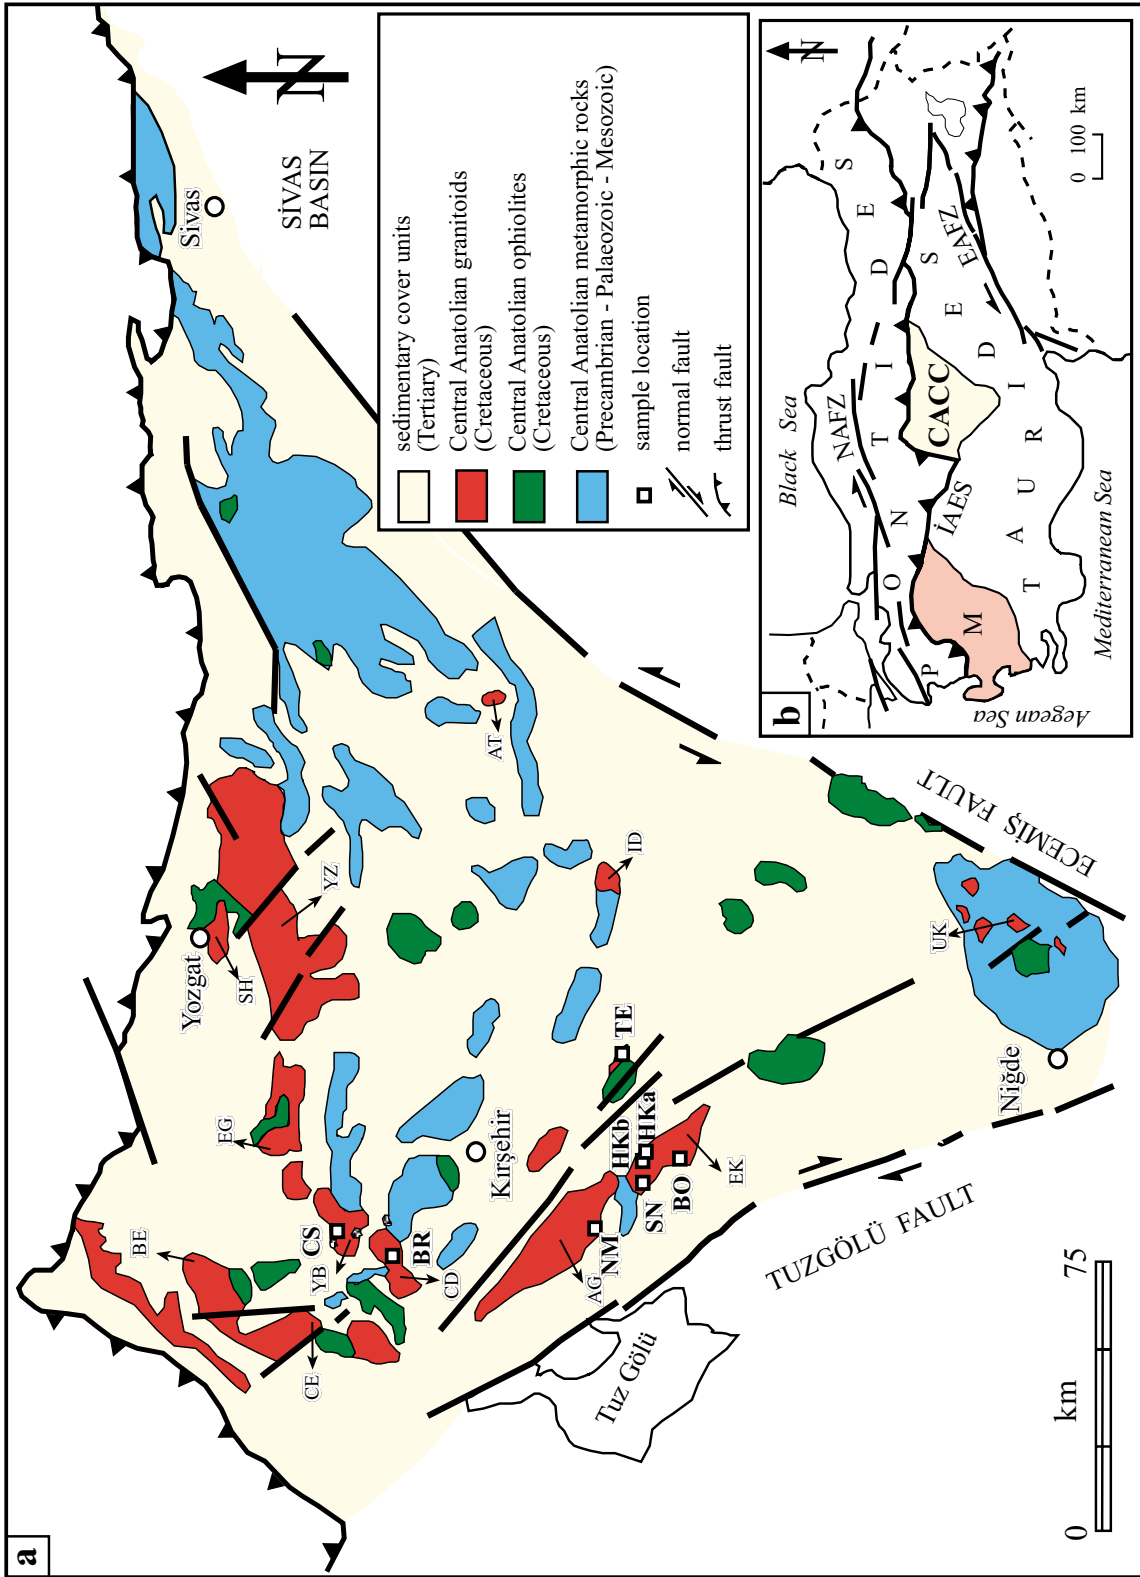 a
Sivas
SİVAS
BASIN
N
Yozgat
SH
YZ
EG
BE
CS
YB
BR
CD
CE
Kırşehir
AT
ID
TE
HKb
HKa
SN
BO
EK
NM
AG
UK
Niğde
Tuz Gölü
TUZGÖLÜ FAULT
ECEMİŞ FAULT
0
km
75
sedimentary cover units
(Tertiary)
Central Anatolian granitoids
(Cretaceous)
Central Anatolian ophiolites
(Cretaceous)
Central Anatolian metamorphic rocks
(Precambrian - Palaeozoic - Mesozoic)
sample location
normal fault
thrust fault
b
N
Black Sea
NAFZ
P O N T I D E S
İAES
CACC
M
T A U R I D E S
EAFZ
Aegean Sea
Mediterranean Sea
0 100 km